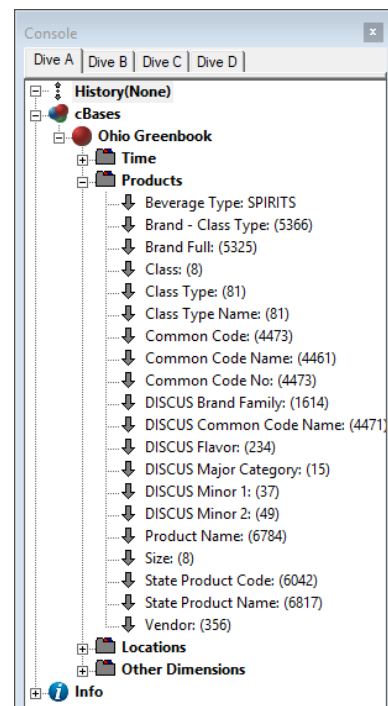 Console
x
Dive A Dive B Dive C Dive D
History(None)
cBases
Ohio Greenbook
Time
Products
Beverage Type: SPIRITS
Brand - Class Type: (5366)
Brand Full: (5325)
Class: (8)
Class Type: (81)
Class Type Name: (81)
Common Code: (4473)
Common Code Name: (4461)
Common Code No: (4473)
DISCUS Brand Family: (1614)
DISCUS Common Code Name: (4471)
DISCUS Flavor: (234)
DISCUS Major Category: (15)
DISCUS Minor 1: (37)
DISCUS Minor 2: (49)
Product Name: (6784)
Size: (8)
State Product Code: (6042)
State Product Name: (6817)
Vendor: (356)
Locations
Other Dimensions
Info